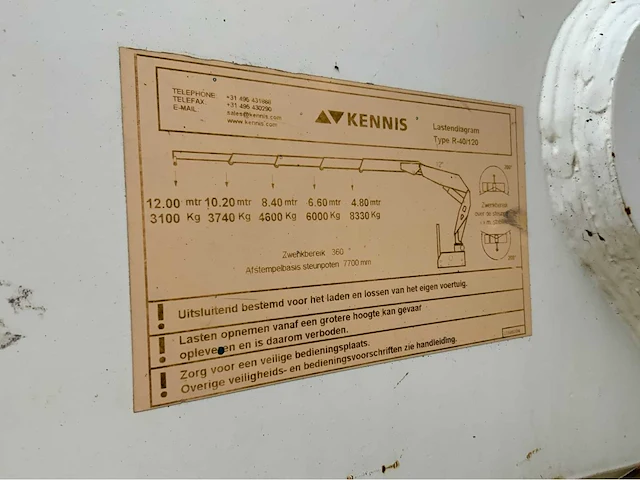 TELEPHONE: +31 495 431868
TELEFAX. +31 495 430290
E-MAIL sales@kennis.com
www.kennis.com
KENNIS
Lastendiagram
Type R-40/120
12°
12.00 mtr 10.20 mtr 8.40 mtr 6.60 mtr 4.80 mtr
3100 Kg 3740 Kg 4600 Kg 6000 Kg 8330 Kg
Zwenkbereik
Zwenkbereik 360
Afstempelbasis steunpoten 7700 mm
! Uitsluitend bestemd voor het laden en lossen van het eigen voertuig.
! Lasten opnemen vanaf een grotere hoogte kan gevaar
opleveren en is daarom verboden.
! Zorg voor een veilige bedieningsplaats.
! Overige veiligheids- en bedieningsvoorschriften zie handleiding.